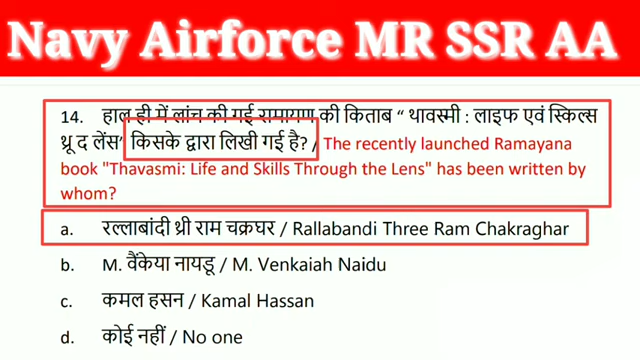 Navy Airforce MR SSR AA
14. हाल ही में लांच की गई रामायण की किताब “ थावस्मी : लाइफ एवं स्किल्स
थ्रू द लेंस” किसके द्वारा लिखी गई है? / The recently launched Ramayana
book "Thavasmi: Life and Skills Through the Lens" has been written by
whom?
a. रल्लाबांदी थ्री राम चक्रघर / Rallabandi Three Ram Chakraghar
b. M. वैंकेया नायडू / M. Venkaiah Naidu
c. कमल हसन / Kamal Hassan
d. कोई नहीं / No one